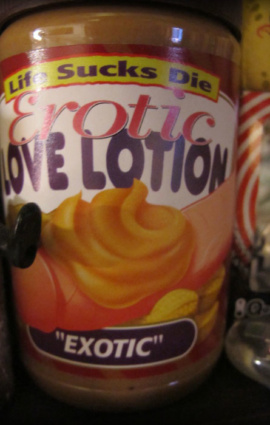 Life Sucks Die
Erotic
LOVE LOTION
"EXOTIC"